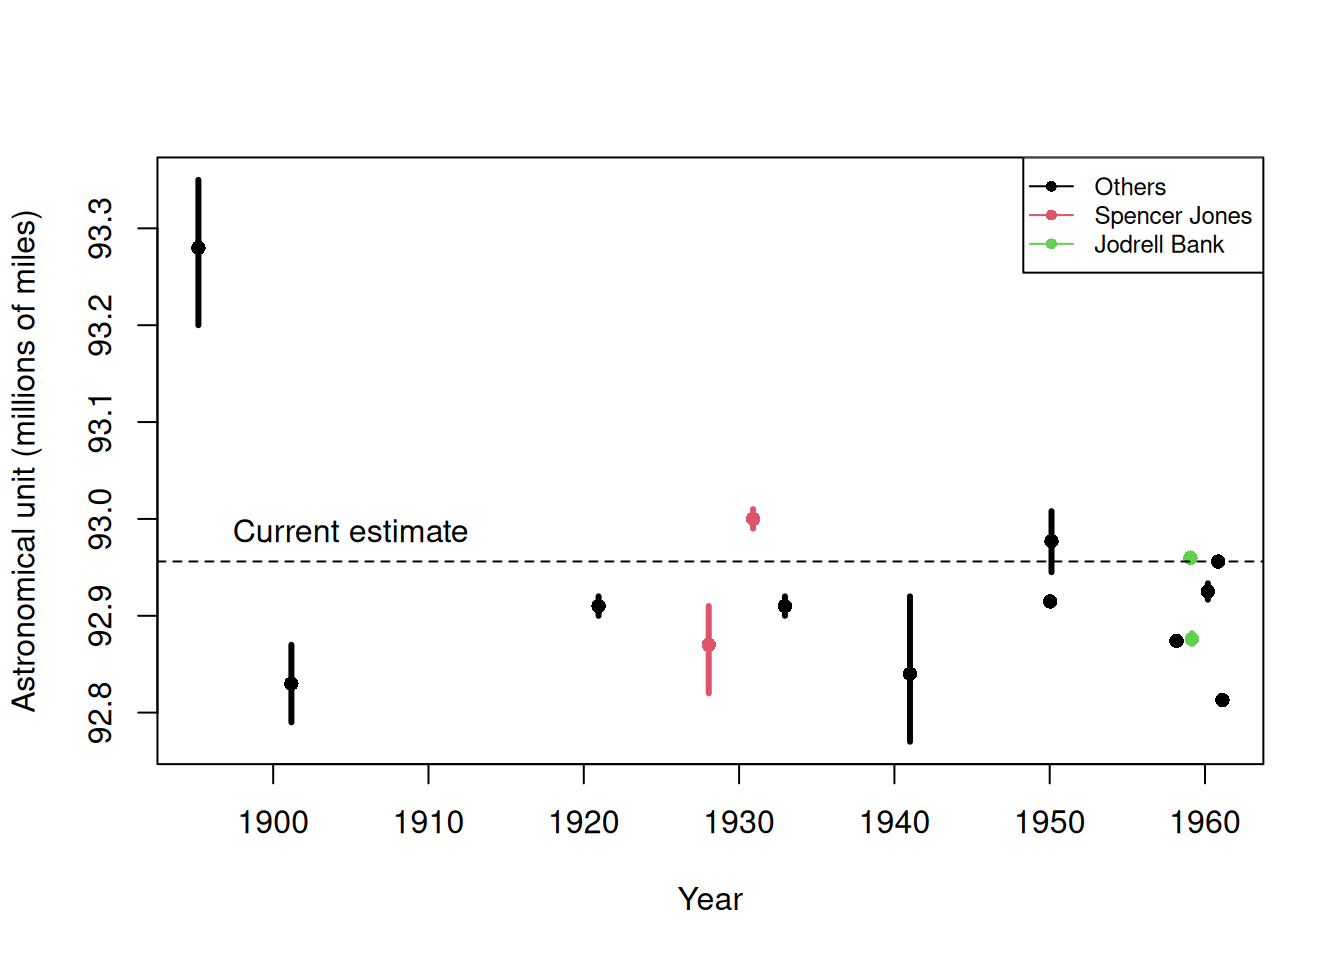 Others
Spencer Jones
Jodrell Bank
Astronomical unit (millions of miles)
93.3
93.2
93.1
93.0
92.9
92.8
Current estimate
1900 1910 1920 1930 1940 1950 1960
Year